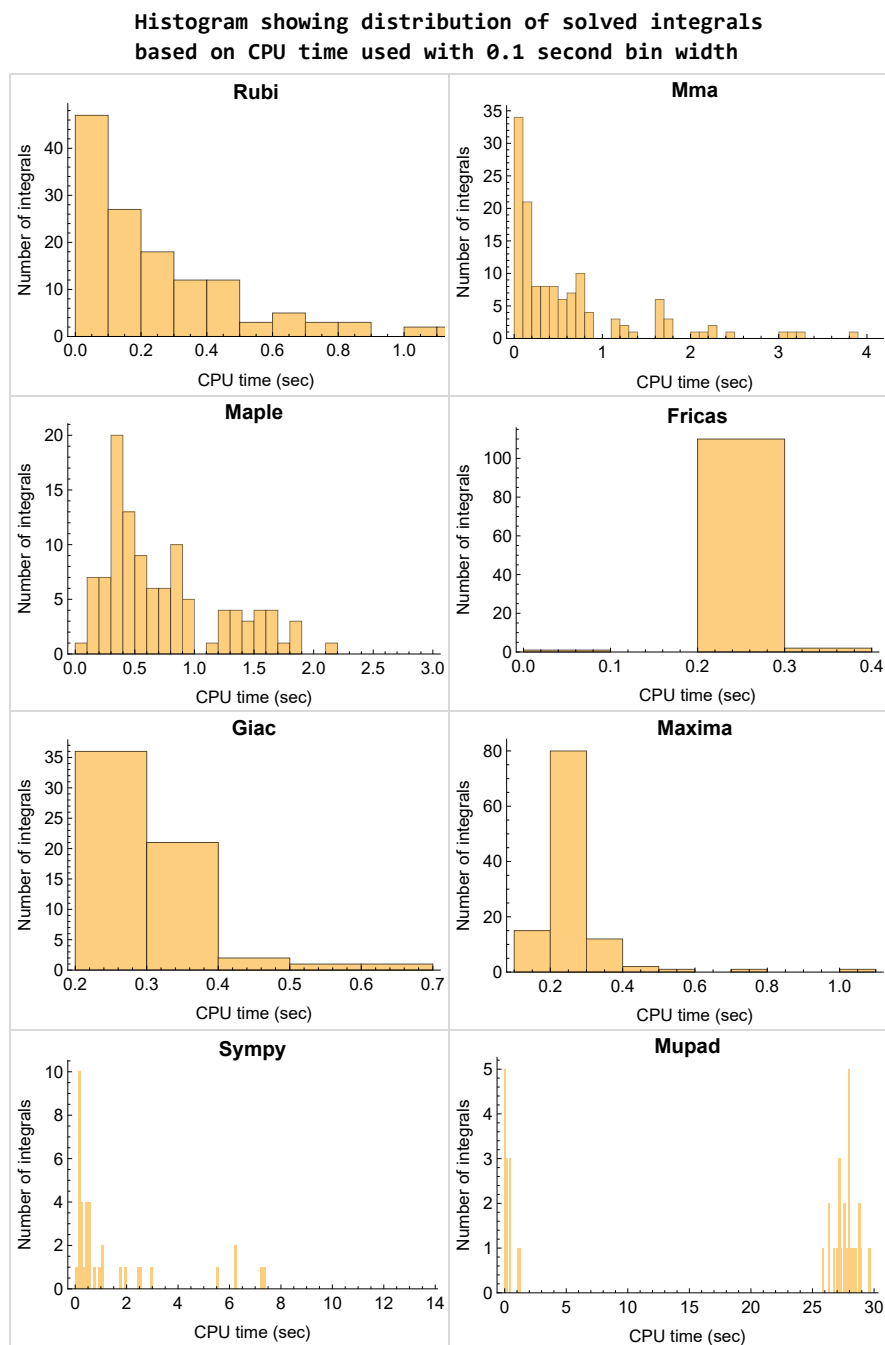 Histogram showing distribution of solved integrals
based on CPU time used with 0.1 second bin width
Rubi
Number of integrals
40
30
20
10
0
0.0 0.2 0.4 0.6 0.8 1.0
CPU time (sec)
Mma
Number of integrals
35
30
25
20
15
10
5
0
0 1 2 3 4
CPU time (sec)
Maple
Number of integrals
20
15
10
5
0
0.0 0.5 1.0 1.5 2.0 2.5 3.0
CPU time (sec)
Fricas
Number of integrals
100
80
60
40
20
0
0.0 0.1 0.2 0.3 0.4
CPU time (sec)
Giac
Number of integrals
35
30
25
20
15
10
5
0
0.2 0.3 0.4 0.5 0.6 0.7
CPU time (sec)
Maxima
Number of integrals
80
60
40
20
0
0.2 0.4 0.6 0.8 1.0
CPU time (sec)
Sympy
Number of integrals
10
8
6
4
2
0
0 2 4 6 8 10 12 14
CPU time (sec)
Mupad
Number of integrals
5
4
3
2
1
0
0 5 10 15 20 25 30
CPU time (sec)